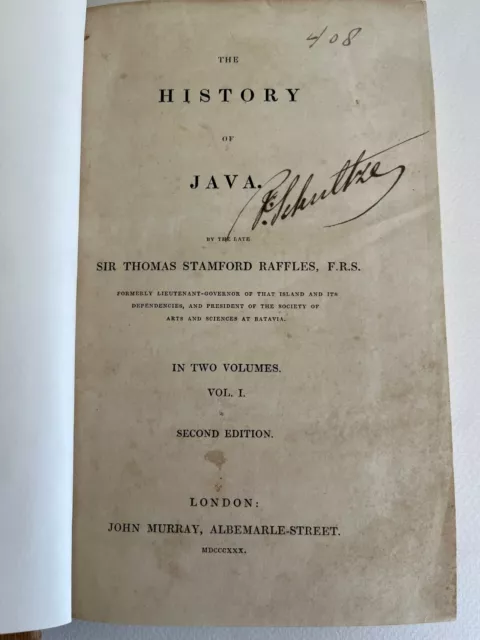 408
THE
HISTORY
OF
JAVA.
F. Schultze
BY THE LATE
SIR THOMAS STAMFORD RAFFLES, F.R.S.
FORMERLY LIEUTENANT-GOVERNOR OF THAT ISLAND AND ITS
DEPENDENCIES, AND PRESIDENT OF THE SOCIETY OF
ARTS AND SCIENCES AT BATAVIA.
IN TWO VOLUMES.
VOL. I.
SECOND EDITION.
LONDON:
JOHN MURRAY, ALBEMARLE-STREET.
MDCCCXXX.